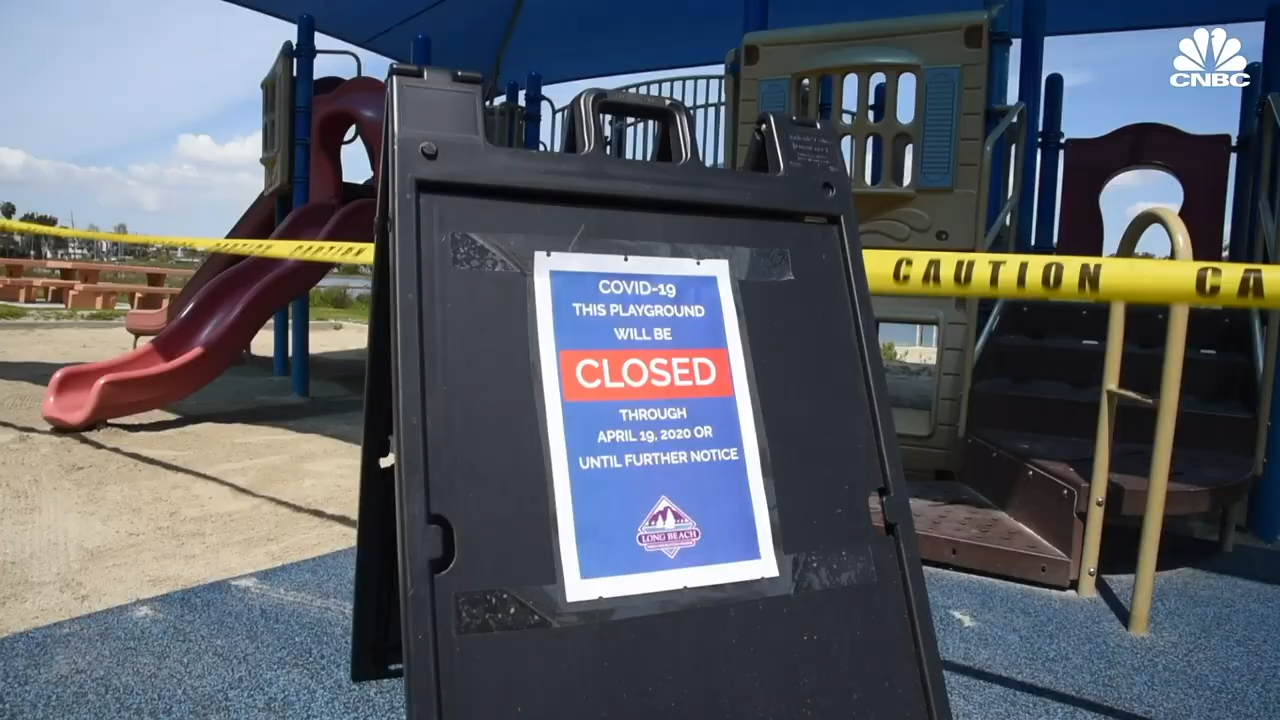 CNBC
CAUTION CAUTION
CAUTION CA
COVID-19
THIS PLAYGROUND
WILL BE
CLOSED
THROUGH
APRIL 19, 2020 OR
UNTIL FURTHER NOTICE
LONG BEACH